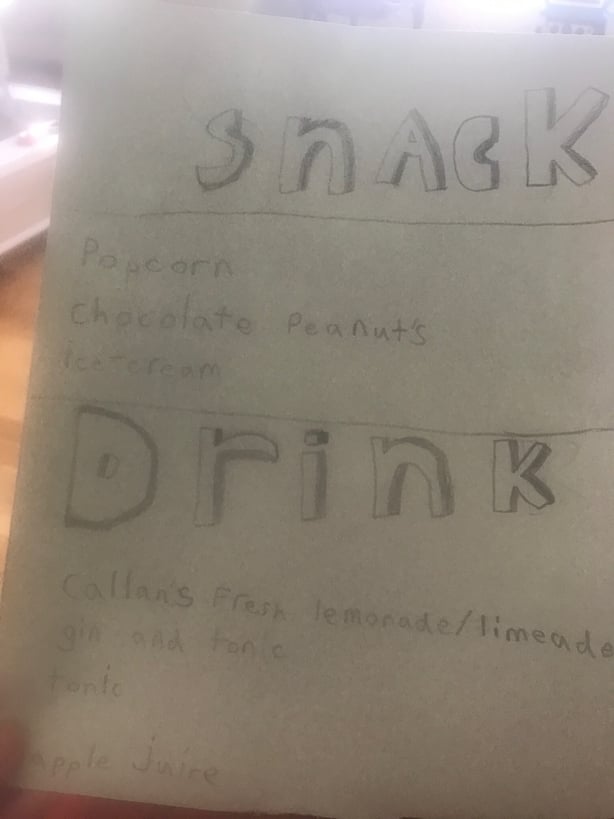 SnAcK
Popcorn
chocolate Peanut's
ice-cream
Drink
Callan's Fresh lemonade/limeade
gin and tonic
tonic
apple juice